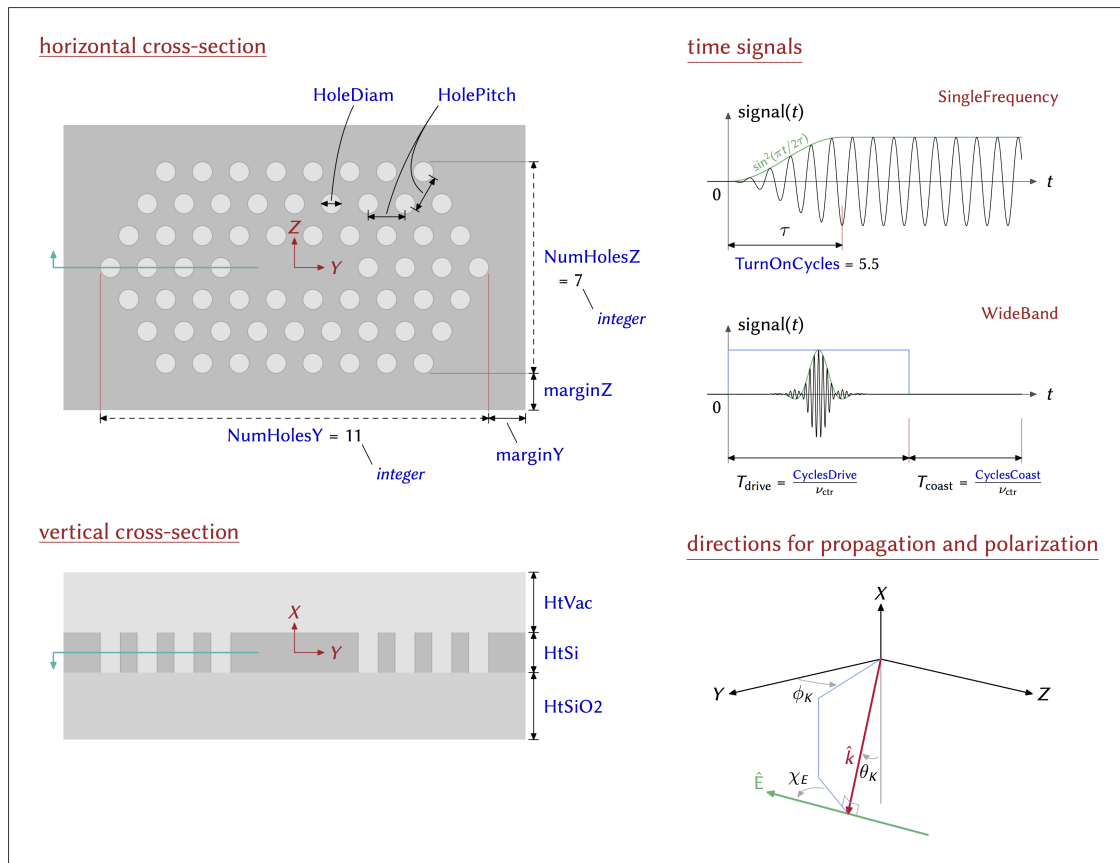 horizontal cross-section
HoleDiam
HolePitch
Z
Y
NumHolesZ
= 7
integer
marginZ
NumHolesY = 11
integer
marginY
vertical cross-section
X
Y
HtVac
HtSi
HtSiO2
time signals
SingleFrequency
signal(t)
sin²(πt/2τ)
0
t
τ
TurnOnCycles = 5.5
WideBand
signal(t)
0
t
T_drive = CyclesDrive/ν_ctr
T_coast = CyclesCoast/ν_ctr
directions for propagation and polarization
X
Y
Z
ϕ_K
k̂
θ_K
χ_E
Ê